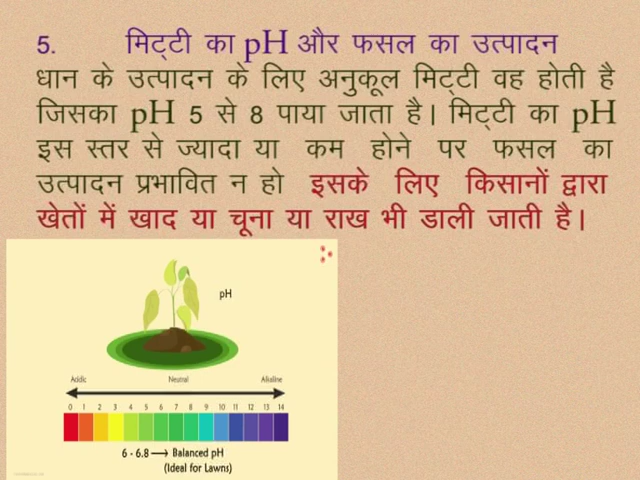 5. मिट्टी का pH और फसल का उत्पादन
धान के उत्पादन के लिए अनुकूल मिट्टी वह होती है
जिसका pH 5 से 8 पाया जाता है। मिट्टी का pH
इस स्तर से ज्यादा या कम होने पर फसल का
उत्पादन प्रभावित न हो इसके लिए किसानों द्वारा
खेतों में खाद या चूना या राख भी डाली जाती है।
pH
Acidic Neutral Alkaline
0 1 2 3 4 5 6 7 8 9 10 11 12 13 14
6 - 6.8 → Balanced pH
(Ideal for Lawns)